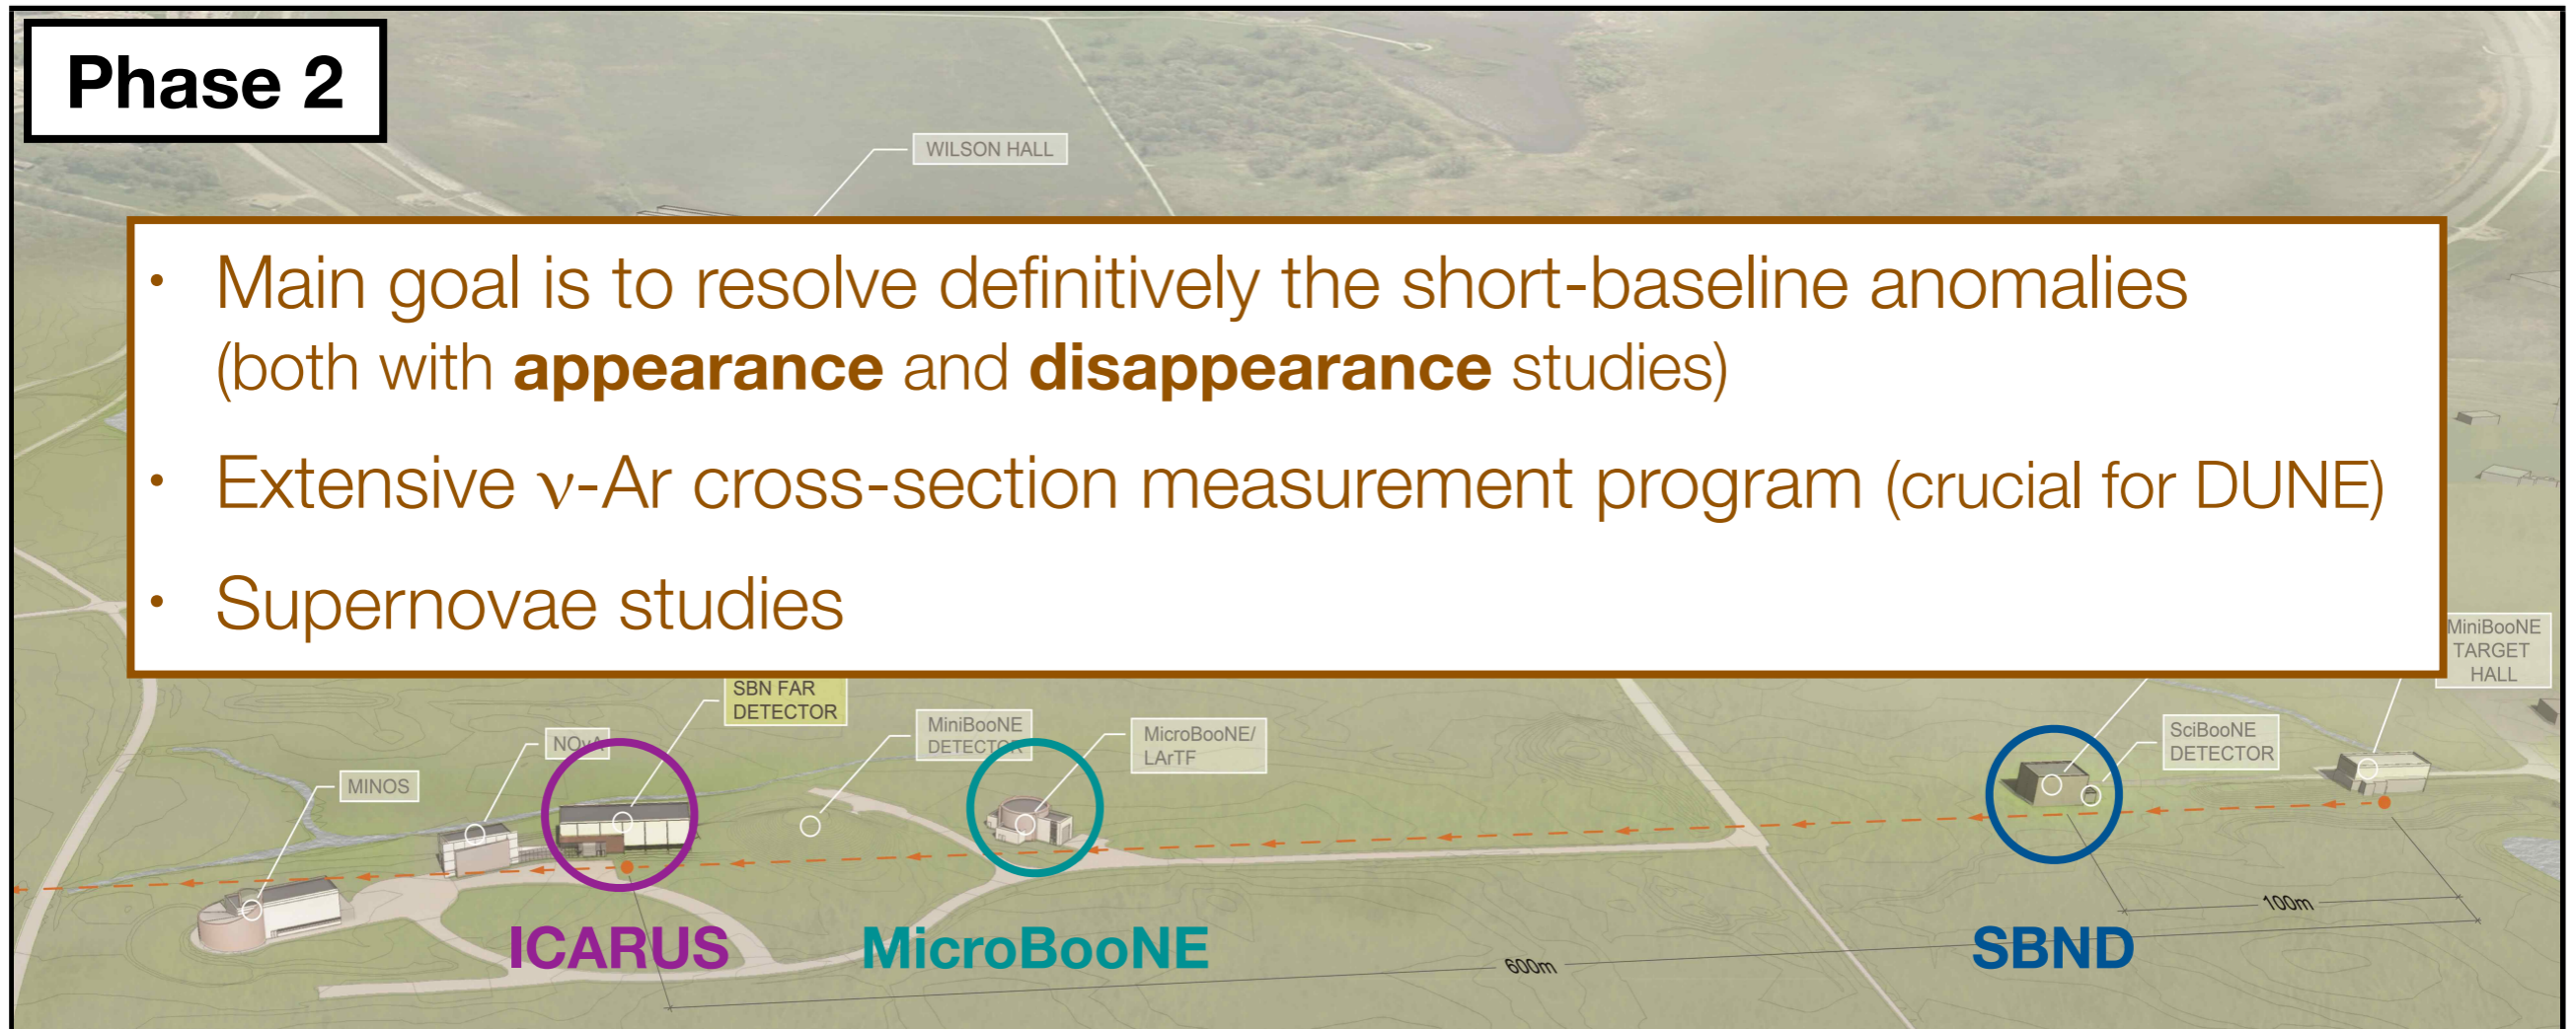 Phase 2
WILSON HALL
• Main goal is to resolve definitively the short-baseline anomalies
(both with appearance and disappearance studies)
• Extensive ν-Ar cross-section measurement program (crucial for DUNE)
• Supernovae studies
MiniBooNE
TARGET
HALL
SBN FAR
DETECTOR
MiniBooNE
DETECTOR
MicroBooNE/
LArTF
SciBooNE
DETECTOR
NOvA
MINOS
100m
600m
ICARUS
MicroBooNE
SBND